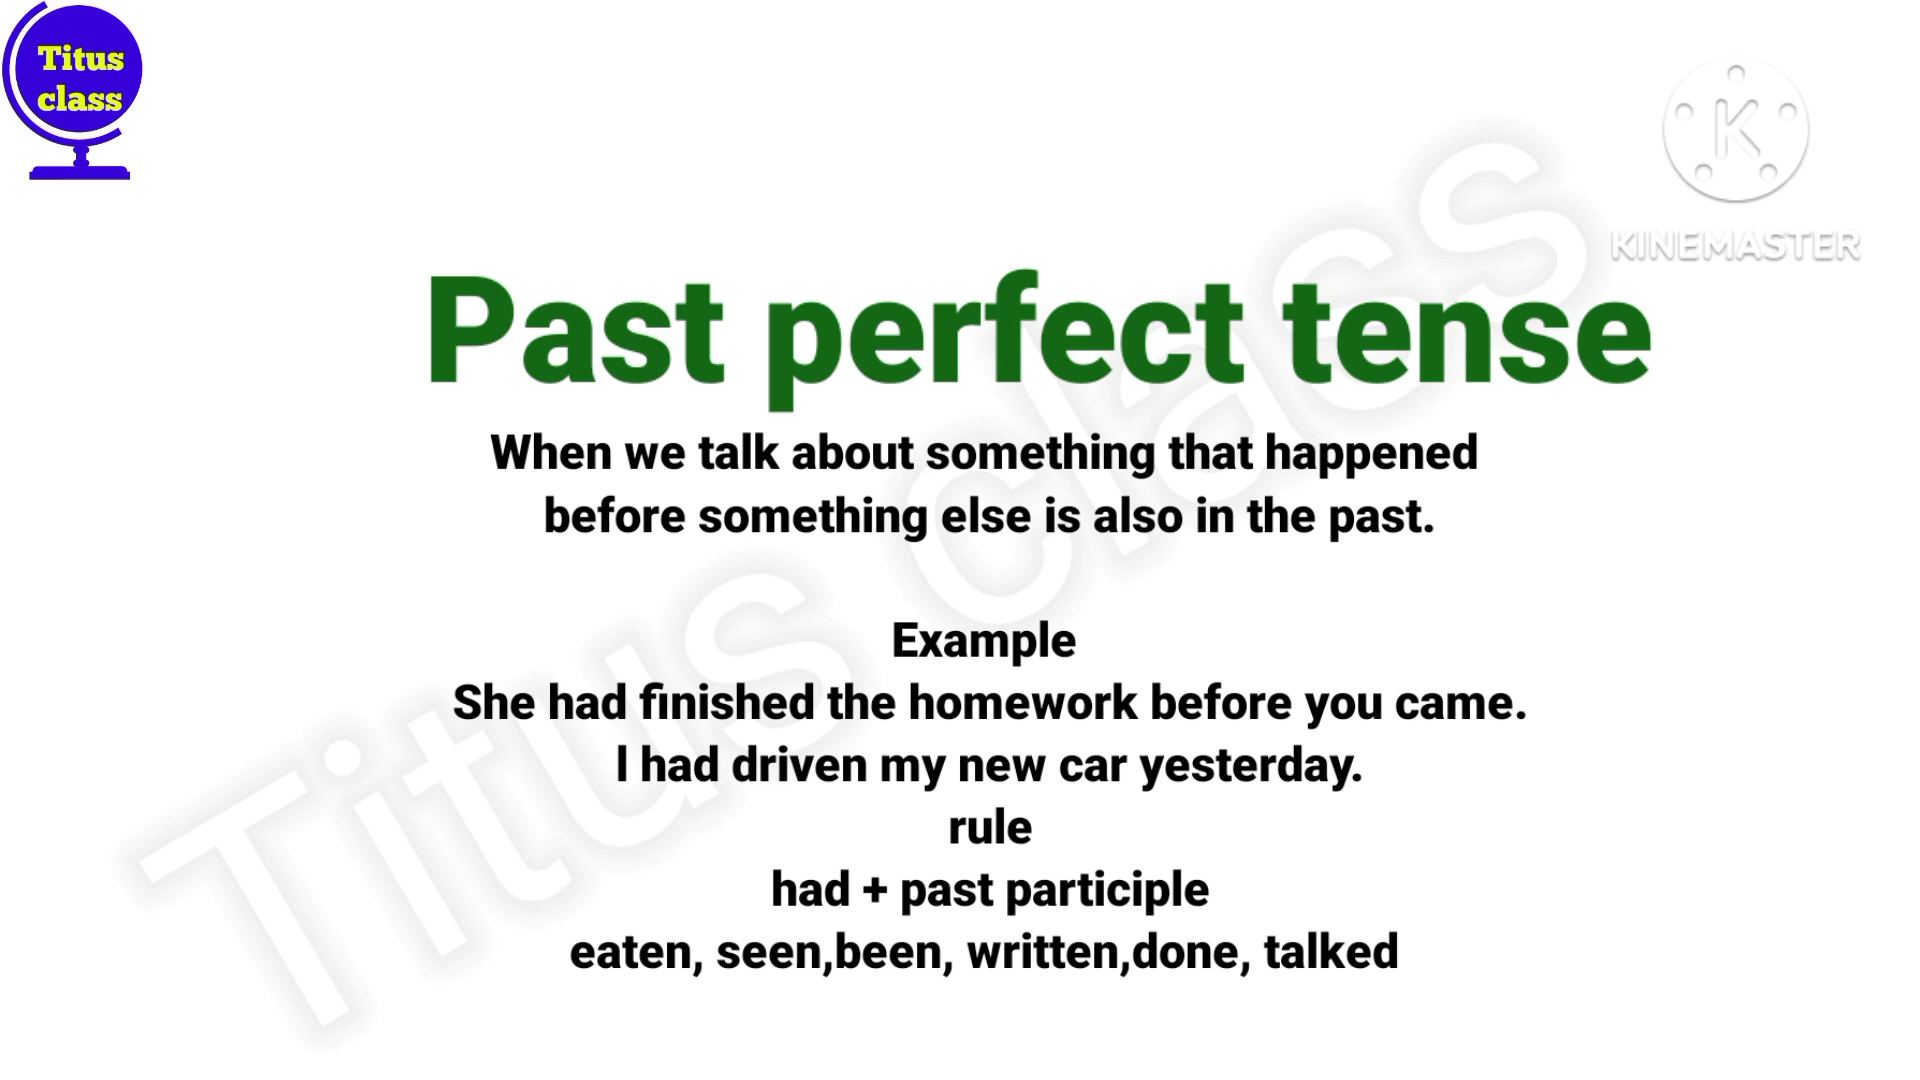 Titus
class
K
KINEMASTER
Past perfect tense
When we talk about something that happened
before something else is also in the past.
Example
She had finished the homework before you came.
I had driven my new car yesterday.
rule
had + past participle
eaten, seen,been, written,done, talked
Titus class